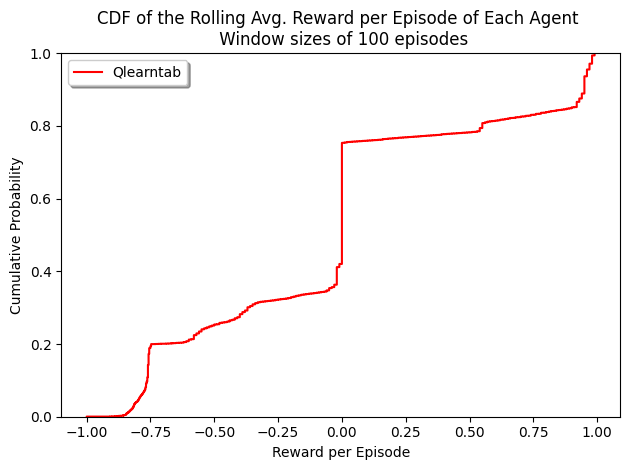 CDF of the Rolling Avg. Reward per Episode of Each Agent
Window sizes of 100 episodes
Qlearntab
Cumulative Probability
1.0
0.8
0.6
0.4
0.2
0.0
−1.00 −0.75 −0.50 −0.25 0.00 0.25 0.50 0.75 1.00
Reward per Episode